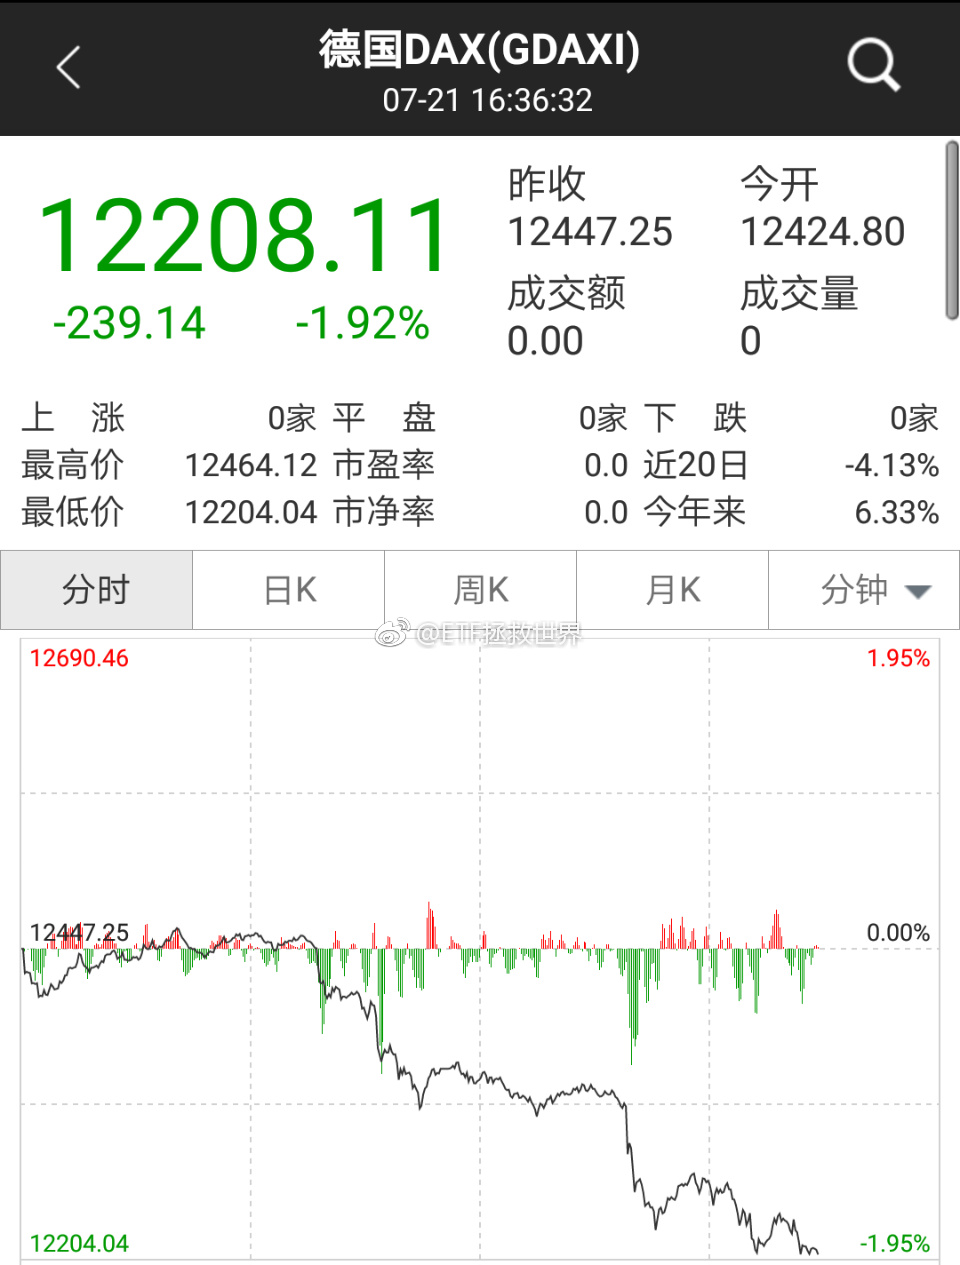 德国DAX(GDAXI)
07-21 16:36:32
12208.11
-239.14 -1.92%
昨收 今开
12447.25 12424.80
成交额 成交量
0.00 0
上涨 0家 平盘 0家 下跌 0家
最高价 12464.12 市盈率 0.0 近20日 -4.13%
最低价 12204.04 市净率 0.0 今年来 6.33%
分时 日K 周K 月K 分钟
@ETF拯救世界
12690.46 1.95%
12447.25 0.00%
12204.04 -1.95%